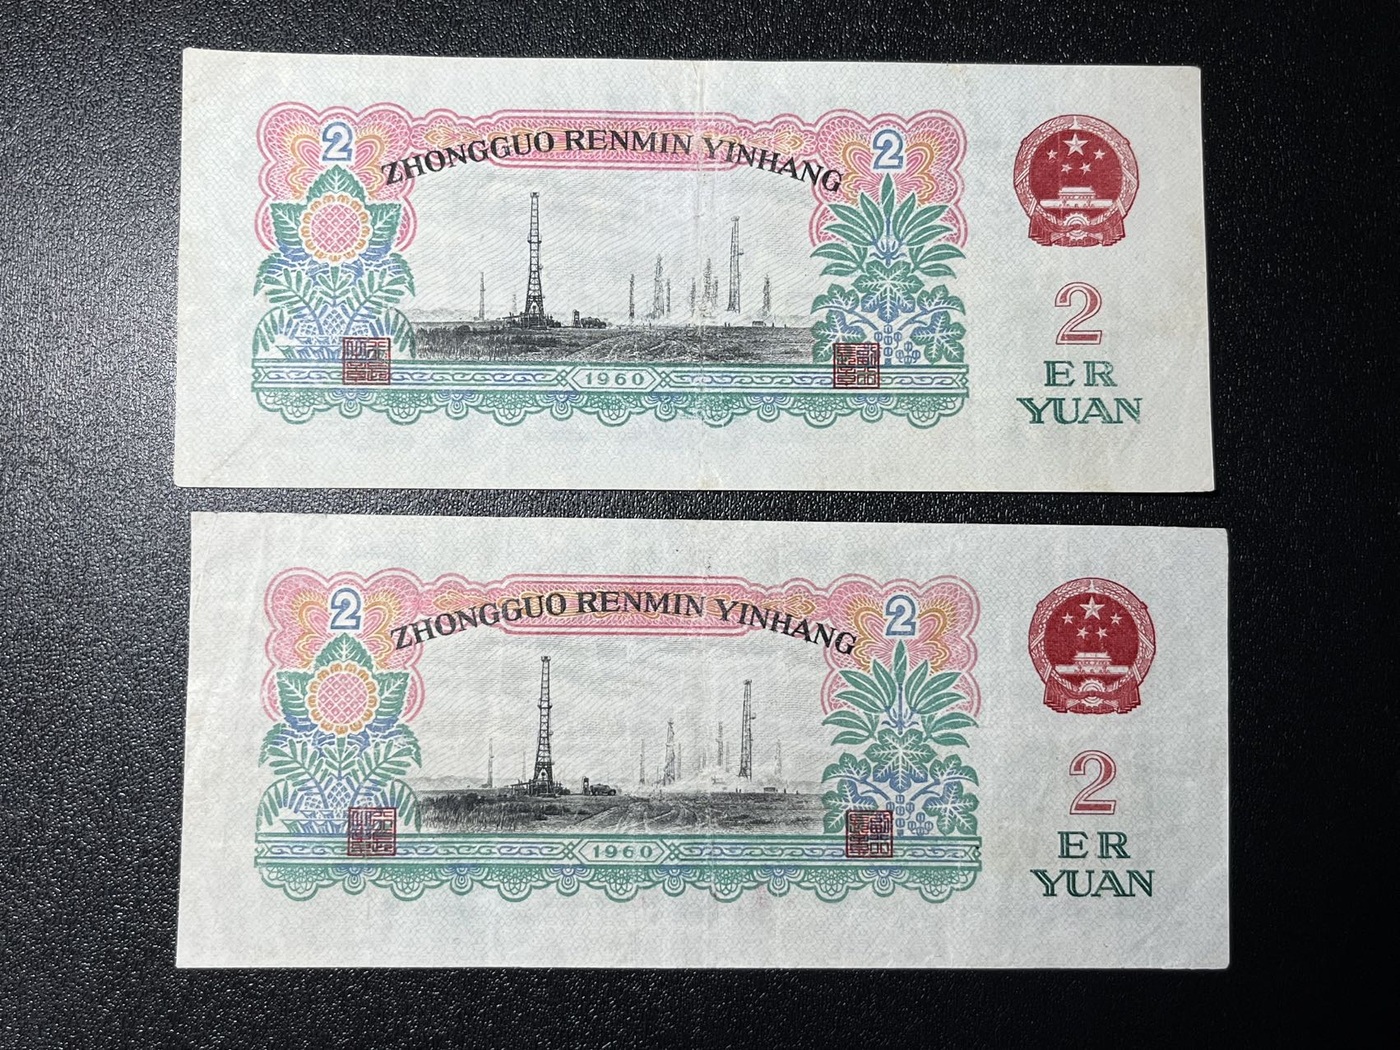 2 2
ZHONGGUO RENMIN YINHANG
1960
2
ER
YUAN
2 2
ZHONGGUO RENMIN YINHANG
1960
2
ER
YUAN